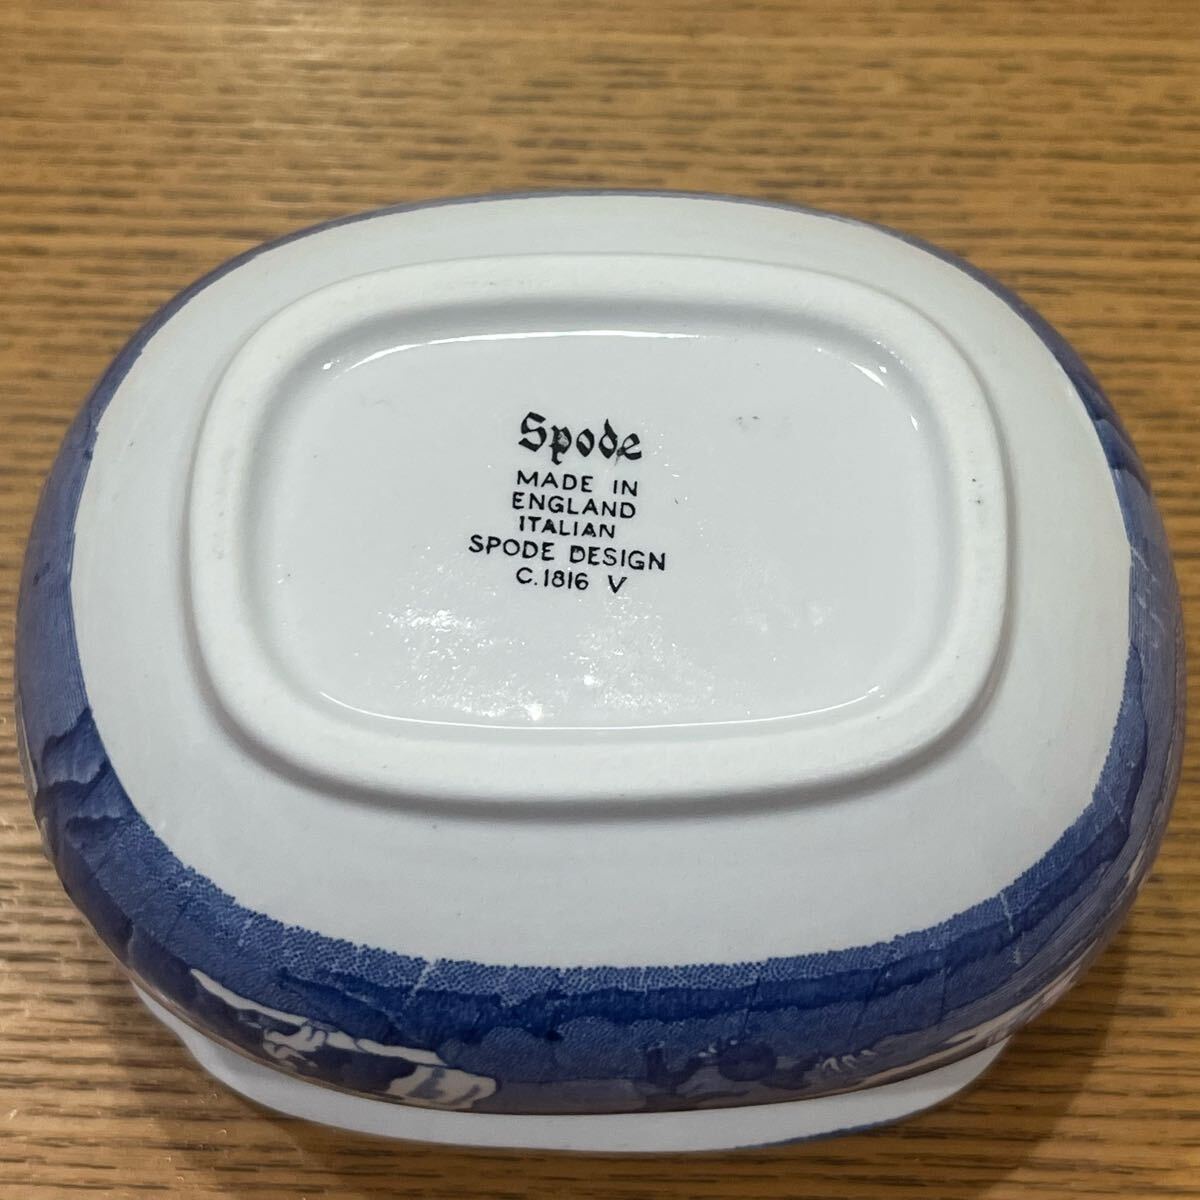 Spode
MADE IN
ENGLAND
ITALIAN
SPODE DESIGN
C.1816 V